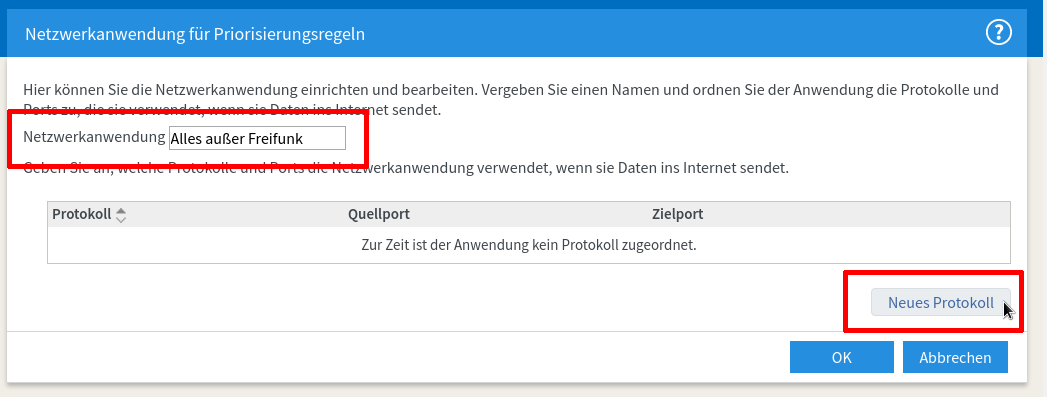 Netzwerkanwendung für Priorisierungsregeln
?
Hier können Sie die Netzwerkanwendung einrichten und bearbeiten. Vergeben Sie einen Namen und ordnen Sie der Anwendung die Protokolle und
Ports zu, die sie verwendet, wenn sie Daten ins Internet sendet.
Netzwerkanwendung Alles außer Freifunk
Geben Sie an, welche Protokolle und Ports die Netzwerkanwendung verwendet, wenn sie Daten ins Internet sendet.
Protokoll Quellport Zielport
Zur Zeit ist der Anwendung kein Protokoll zugeordnet.
Neues Protokoll
OK Abbrechen